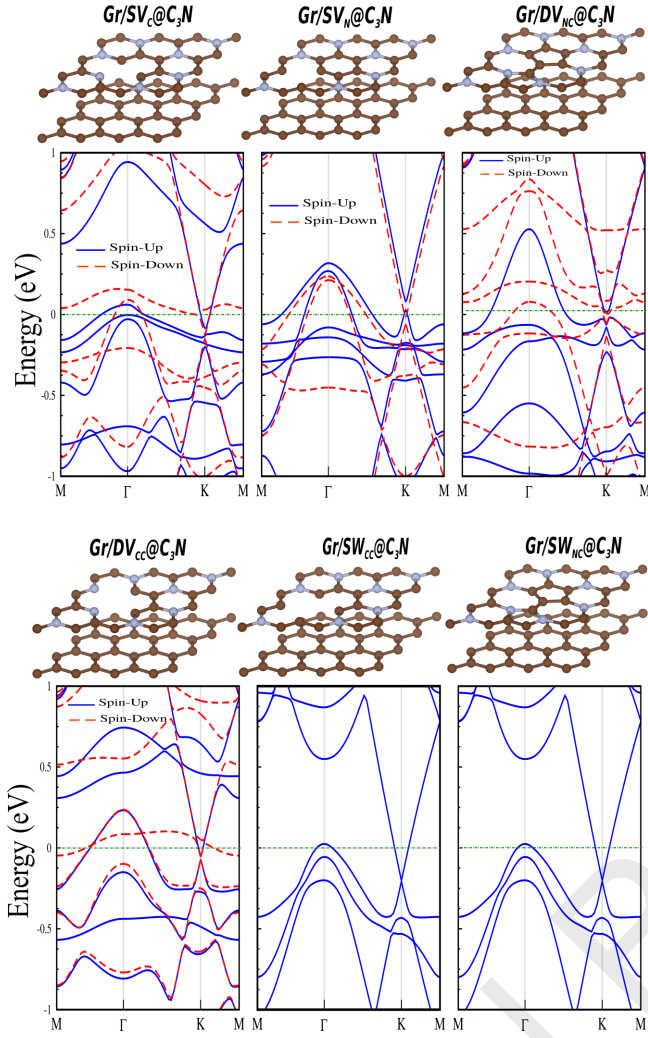 Gr/SV_C@C_3N Gr/SV_N@C_3N Gr/DV_NC@C_3N
Energy (eV)
1
0.5
0
-0.5
-1
Spin-Up
Spin-Down
M Γ K M
Spin-Up
Spin-Down
M Γ K M
Spin-Up
Spin-Down
M Γ K M
Gr/DV_CC@C_3N Gr/SW_CC@C_3N Gr/SW_NC@C_3N
Energy (eV)
1
0.5
0
-0.5
-1
Spin-Up
Spin-Down
M Γ K M
M Γ K M
M Γ K M